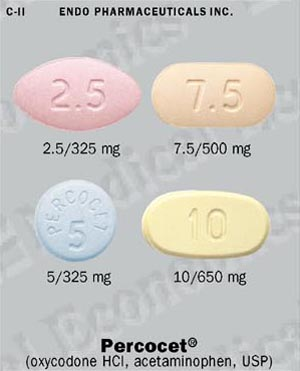 C-II ENDO PHARMACEUTICALS INC.
2.5 7.5
2.5/325 mg 7.5/500 mg
PERCOCET
5 10
5/325 mg 10/650 mg
Percocet®
(oxycodone HCl, acetaminophen, USP)